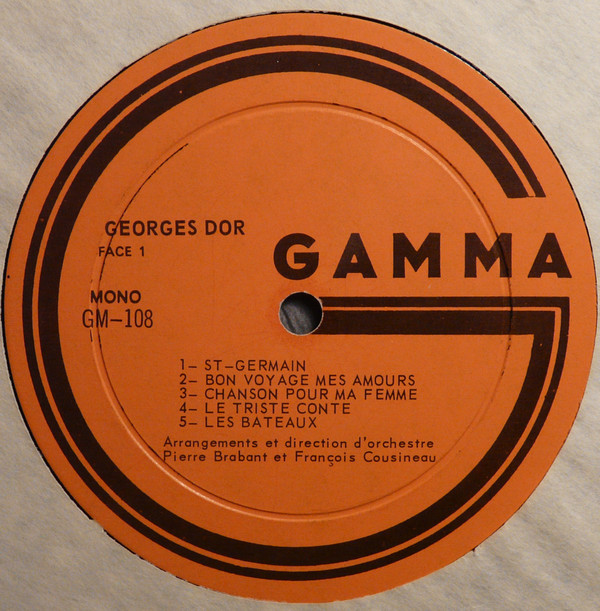 GEORGES DOR
FACE 1
GAMMA
MONO
GM-108
1- ST-GERMAIN
2- BON VOYAGE MES AMOURS
3- CHANSON POUR MA FEMME
4- LE TRISTE CONTE
5- LES BATEAUX
Arrangements et direction d'orchestre
Pierre Brabant et François Cousineau